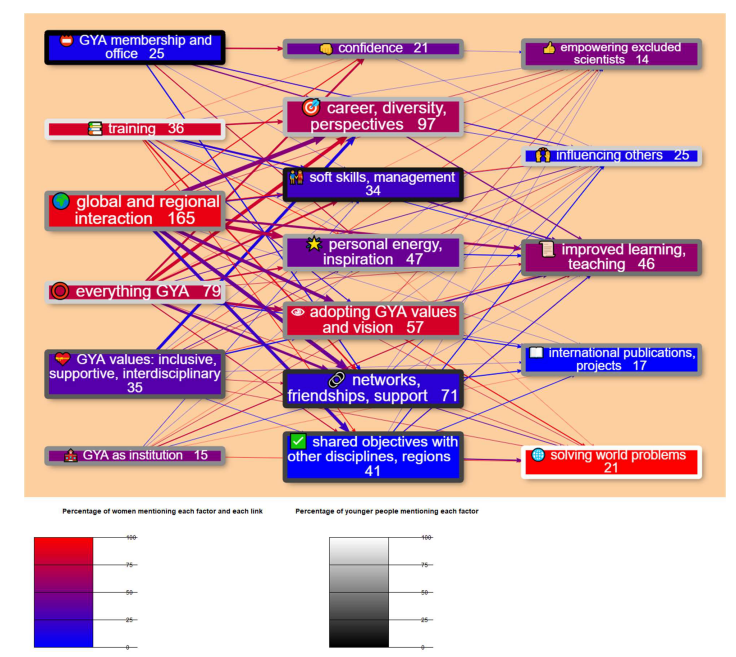 GYA membership and
office 25
training 36
global and regional
interaction 165
everything GYA 79
GYA values: inclusive,
supportive, interdisciplinary
35
GYA as institution 15
confidence 21
career, diversity,
perspectives 97
soft skills, management
34
personal energy,
inspiration 47
adopting GYA values
and vision 57
networks,
friendships, support 71
shared objectives with
other disciplines, regions
41
empowering excluded
scientists 14
influencing others 25
improved learning,
teaching 46
international publications,
projects 17
solving world problems
21
Percentage of women mentioning each factor and each link
100
75
50
25
0
Percentage of younger people mentioning each factor
100
75
50
25
0